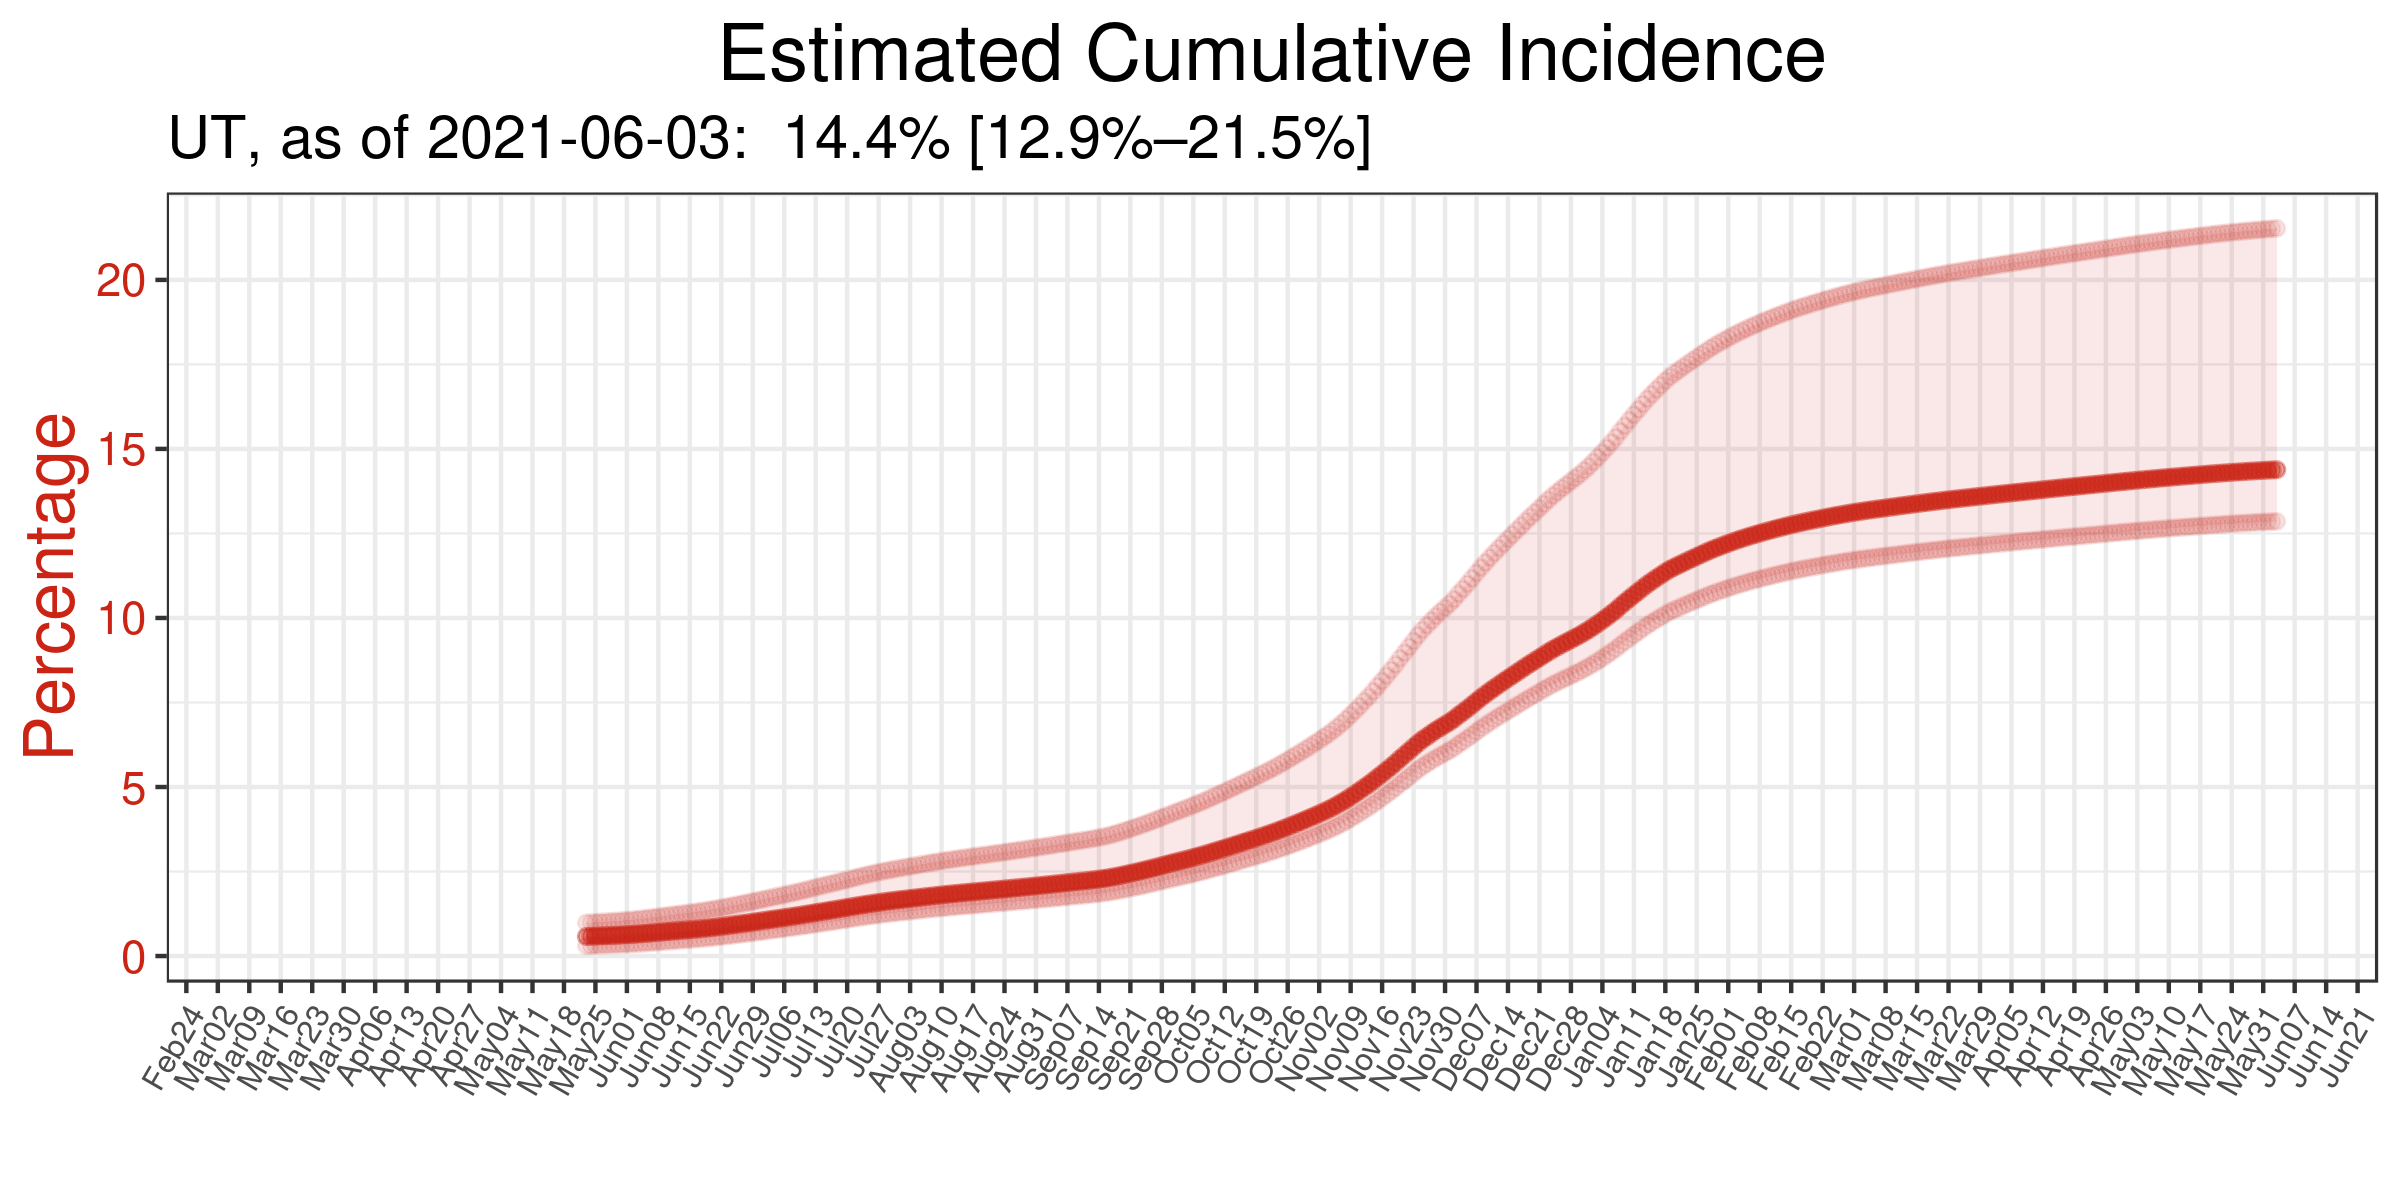 Estimated Cumulative Incidence
UT, as of 2021-06-03:  14.4% [12.9%–21.5%]
Percentage
20
15
10
5
0
Feb24
Mar02
Mar09
Mar16
Mar23
Mar30
Apr06
Apr13
Apr20
Apr27
May04
May11
May18
May25
Jun01
Jun08
Jun15
Jun22
Jun29
Jul06
Jul13
Jul20
Jul27
Aug03
Aug10
Aug17
Aug24
Aug31
Sep07
Sep14
Sep21
Sep28
Oct05
Oct12
Oct19
Oct26
Nov02
Nov09
Nov16
Nov23
Nov30
Dec07
Dec14
Dec21
Dec28
Jan04
Jan11
Jan18
Jan25
Feb01
Feb08
Feb15
Feb22
Mar01
Mar08
Mar15
Mar22
Mar29
Apr05
Apr12
Apr19
Apr26
May03
May10
May17
May24
May31
Jun07
Jun14
Jun21